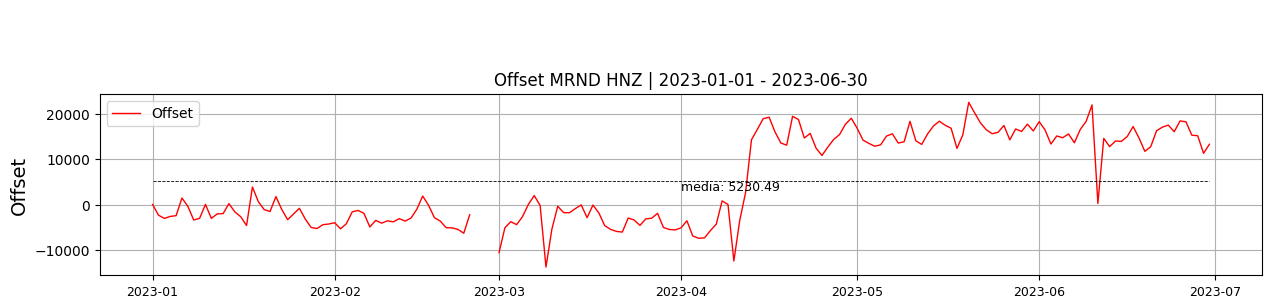 Offset MRND HNZ | 2023-01-01 - 2023-06-30
Offset
Offset
20000
10000
0
−10000
media: 5230.49
2023-01 2023-02 2023-03 2023-04 2023-05 2023-06 2023-07